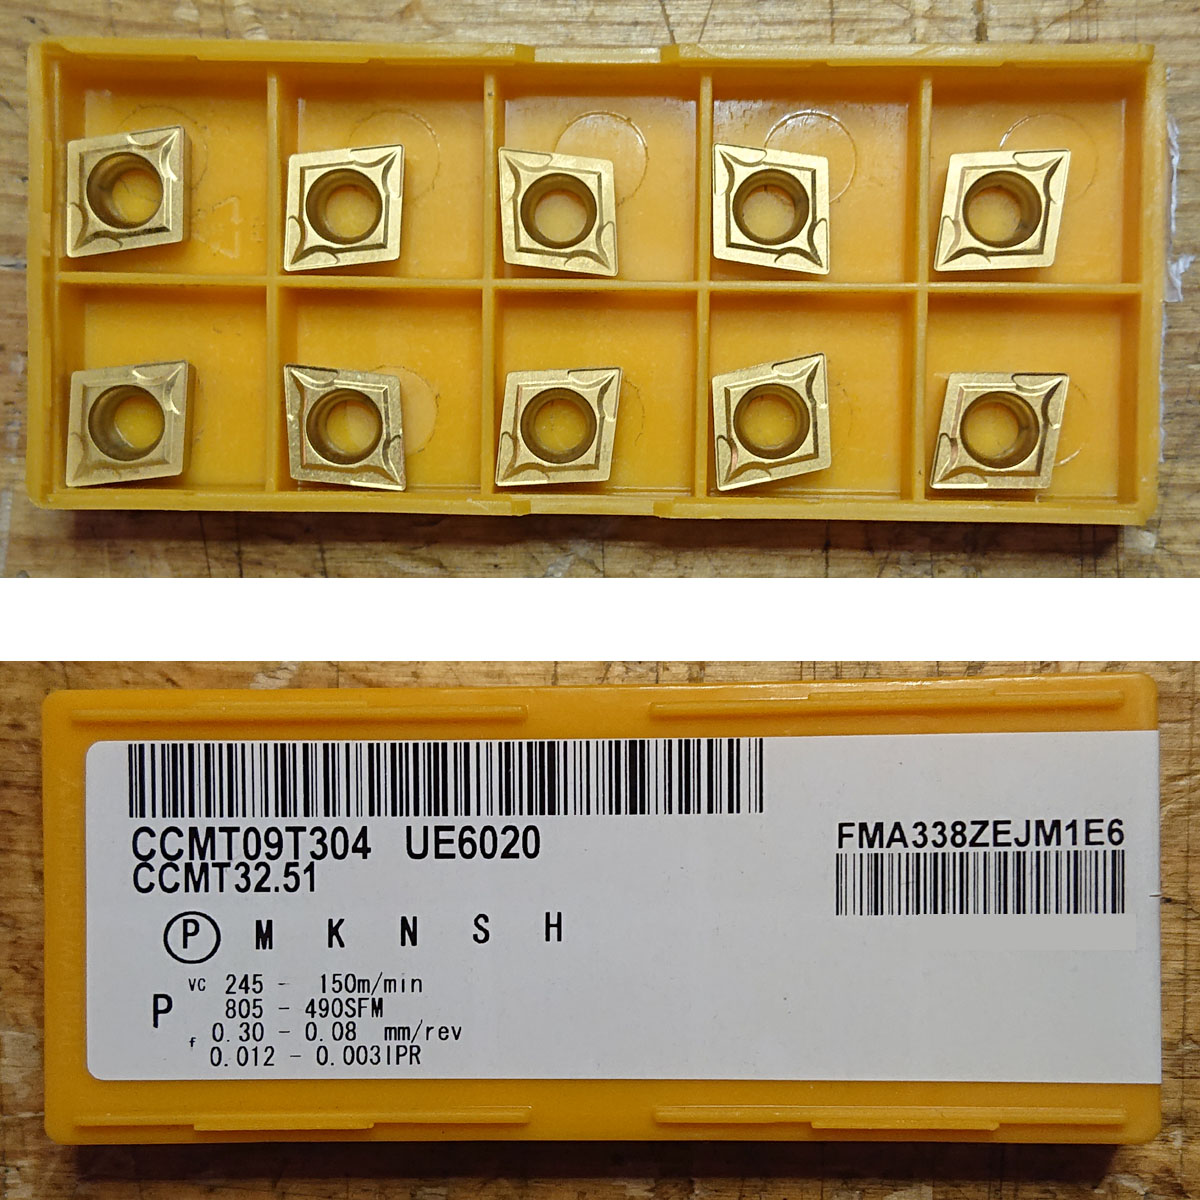 CCMT09T304 UE6020
CCMT32.51
FMA338ZEJM1E6
P M K N S H
P
VC 245 - 150m/min
805 - 490SFM
f 0.30 - 0.08 mm/rev
0.012 - 0.003IPR